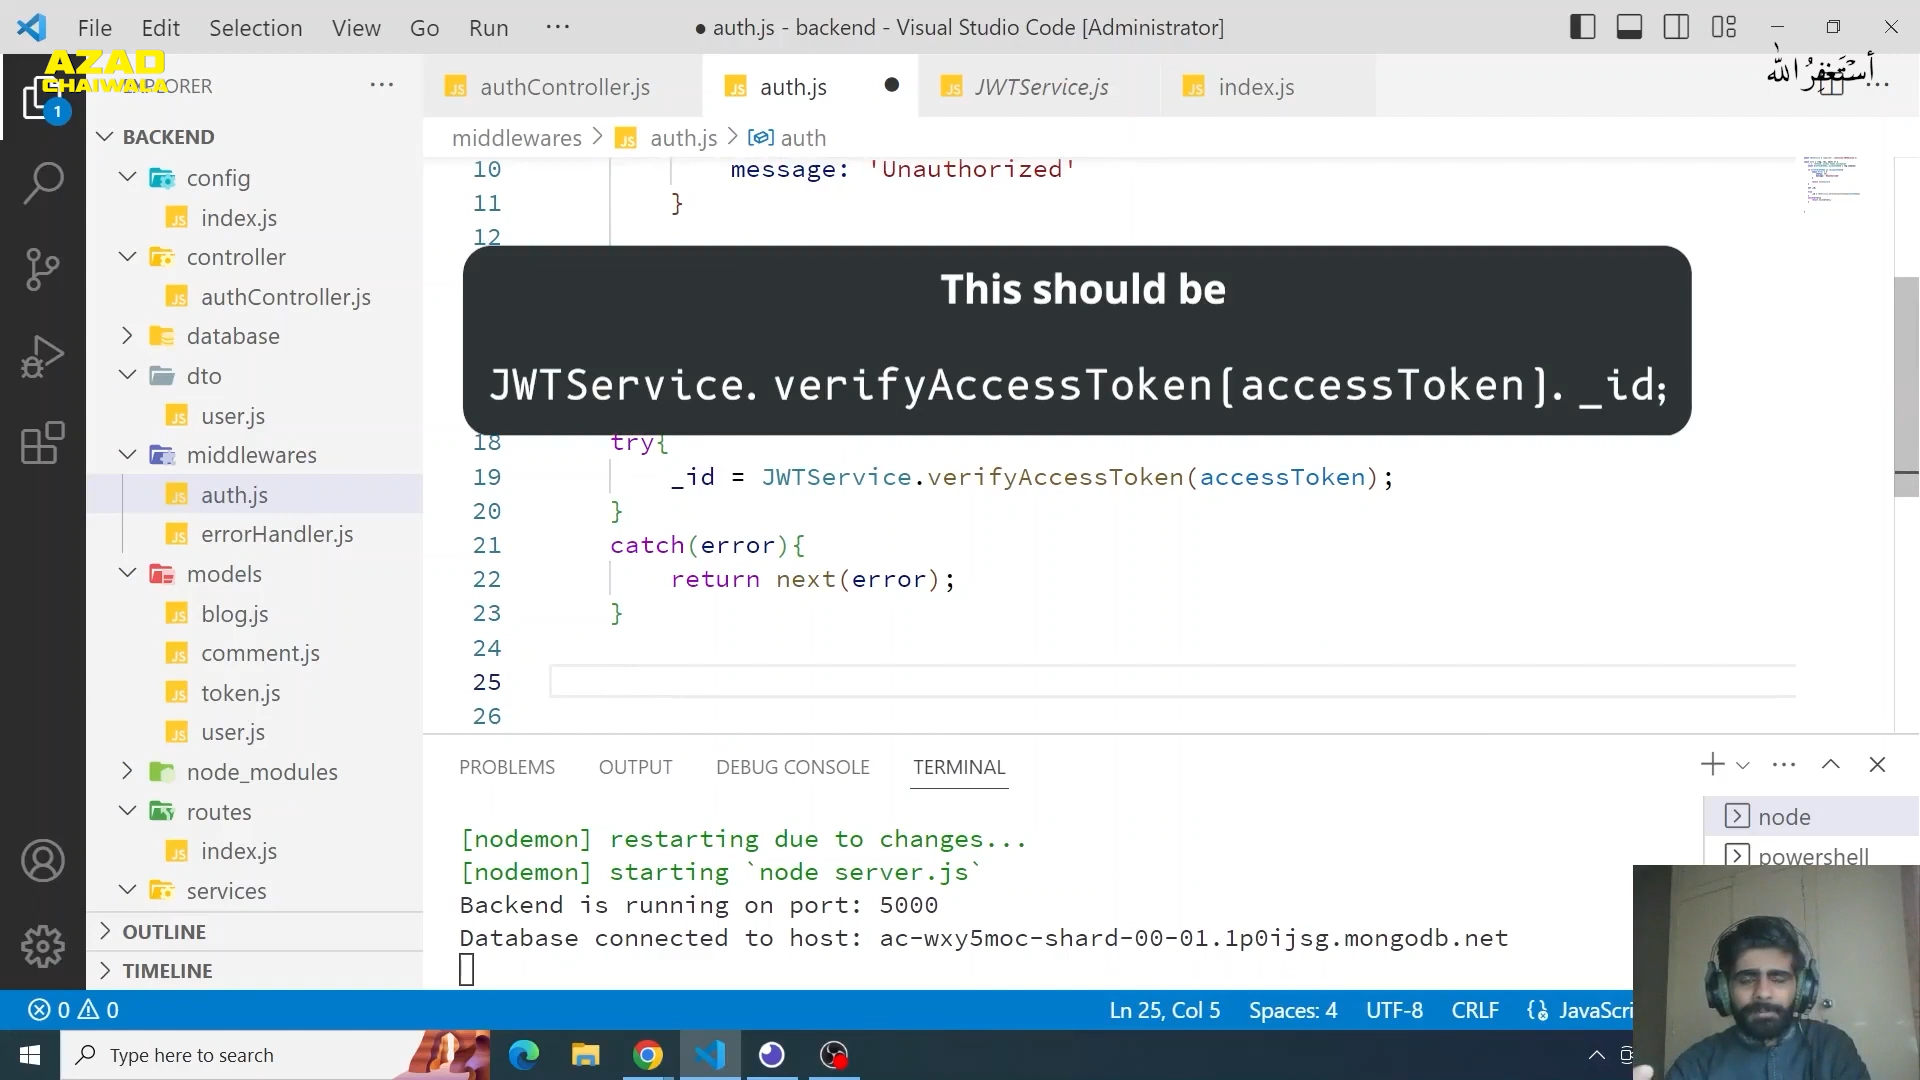 File Edit Selection View Go Run ···
● auth.js - backend - Visual Studio Code [Administrator]
AZAD
CHAIWALA
EXPLORER
أستغفر الله
authController.js
auth.js
JWTService.js
index.js
1
BACKEND
config
index.js
controller
authController.js
database
dto
user.js
middlewares
auth.js
errorHandler.js
models
blog.js
comment.js
token.js
user.js
node_modules
routes
index.js
services
OUTLINE
TIMELINE
middlewares > auth.js > auth
10 message: 'Unauthorized'
11 }
12
This should be
JWTService.verifyAccessToken(accessToken)._id;
18 try{
19 _id = JWTService.verifyAccessToken(accessToken);
20 }
21 catch(error){
22 return next(error);
23 }
24
25
26
PROBLEMS OUTPUT DEBUG CONSOLE TERMINAL
[nodemon] restarting due to changes...
[nodemon] starting `node server.js`
Backend is running on port: 5000
Database connected to host: ac-wxy5moc-shard-00-01.1p0ijsg.mongodb.net
node
powershell
0 0
Ln 25, Col 5 Spaces: 4 UTF-8 CRLF JavaScri
Type here to search